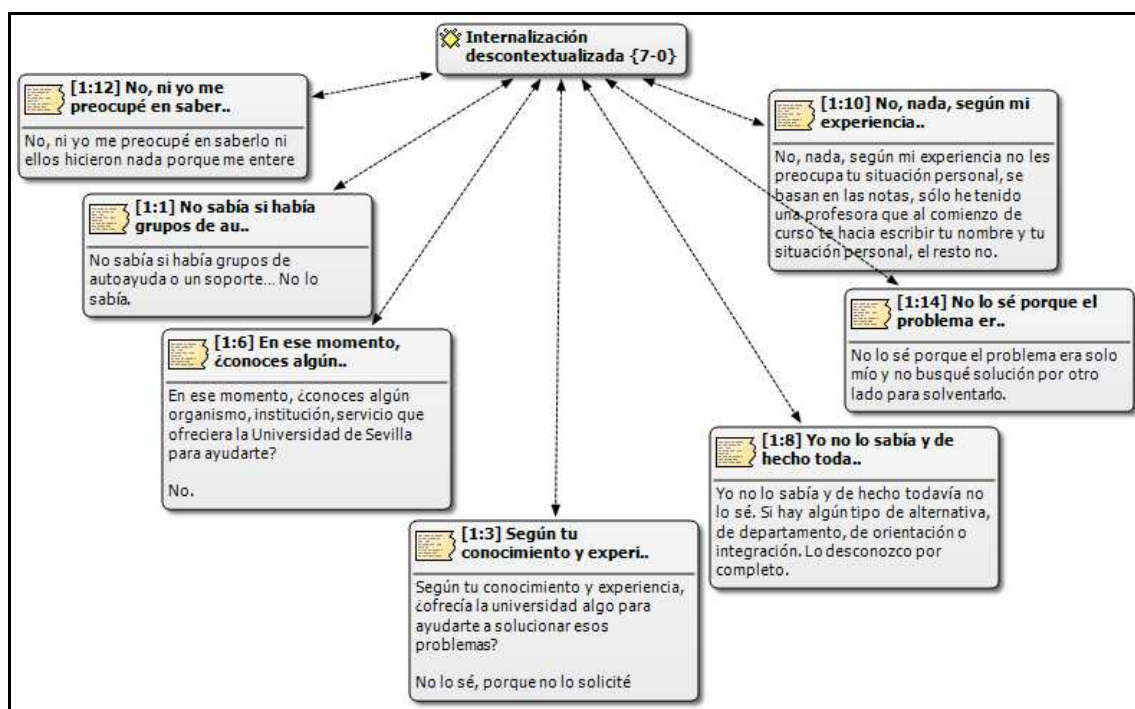 Internalización
descontextualizada {7-0}
[1:12] No, ni yo me
preocupé en saber..
No, ni yo me preocupé en saberlo ni
ellos hicieron nada porque me entere
[1:10] No, nada, según mi
experiencia..
No, nada, según mi experiencia no les
preocupa tu situación personal, se
basan en las notas, sólo he tenido
una profesora que al comienzo de
curso te hacia escribir tu nombre y tu
situación personal, el resto no.
[1:1] No sabía si había
grupos de au..
No sabía si había grupos de
autoayuda o un soporte... No lo
sabía.
[1:14] No lo sé porque el
problema er..
No lo sé porque el problema era solo
mío y no busqué solución por otro
lado para solventarlo.
[1:6] En ese momento,
¿conoces algún..
En ese momento, ¿conoces algún
organismo, institución, servicio que
ofreciera la Universidad de Sevilla
para ayudarte?
No.
[1:8] Yo no lo sabía y de
hecho toda..
Yo no lo sabía y de hecho todavía no
lo sé. Si hay algún tipo de alternativa,
de departamento, de orientación o
integración. Lo desconozco por
completo.
[1:3] Según tu
conocimiento y experi..
Según tu conocimiento y experiencia,
¿ofrecía la universidad algo para
ayudarte a solucionar esos
problemas?
No lo sé, porque no lo solicité